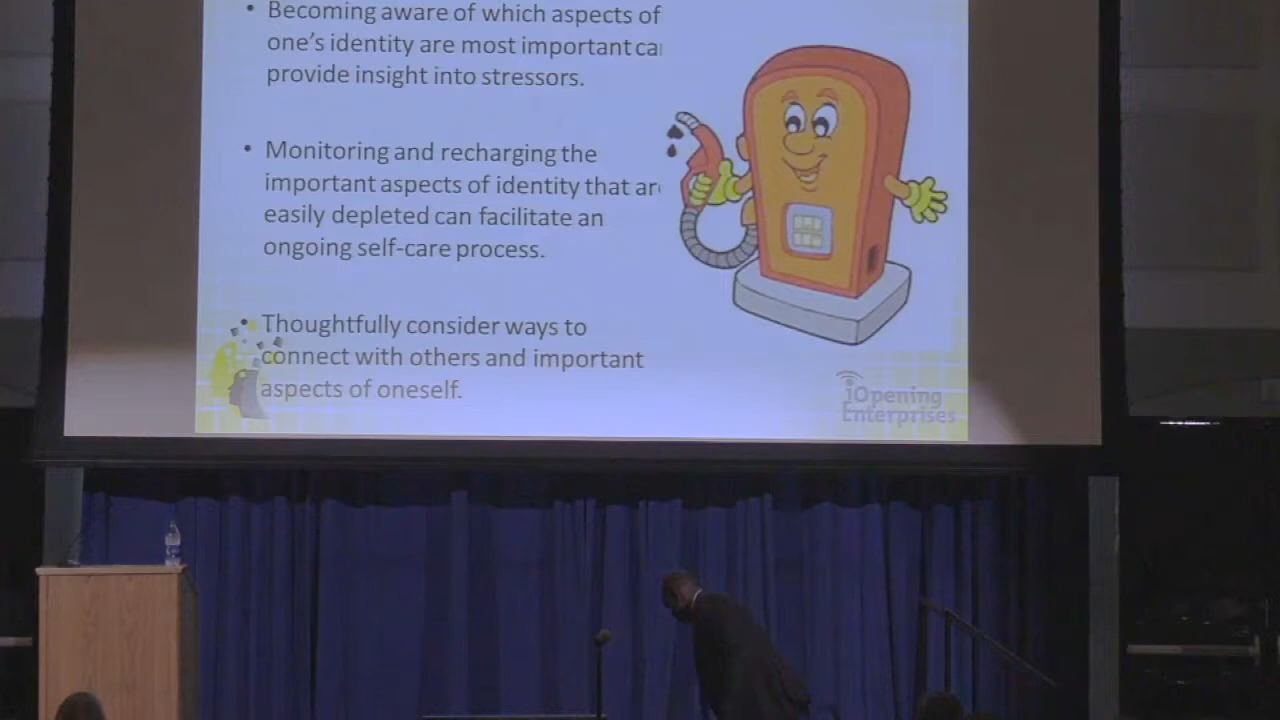 • Becoming aware of which aspects of
one's identity are most important ca
provide insight into stressors.
• Monitoring and recharging the
important aspects of identity that ar
easily depleted can facilitate an
ongoing self-care process.
• Thoughtfully consider ways to
connect with others and important
aspects of oneself.
iOpening
Enterprises